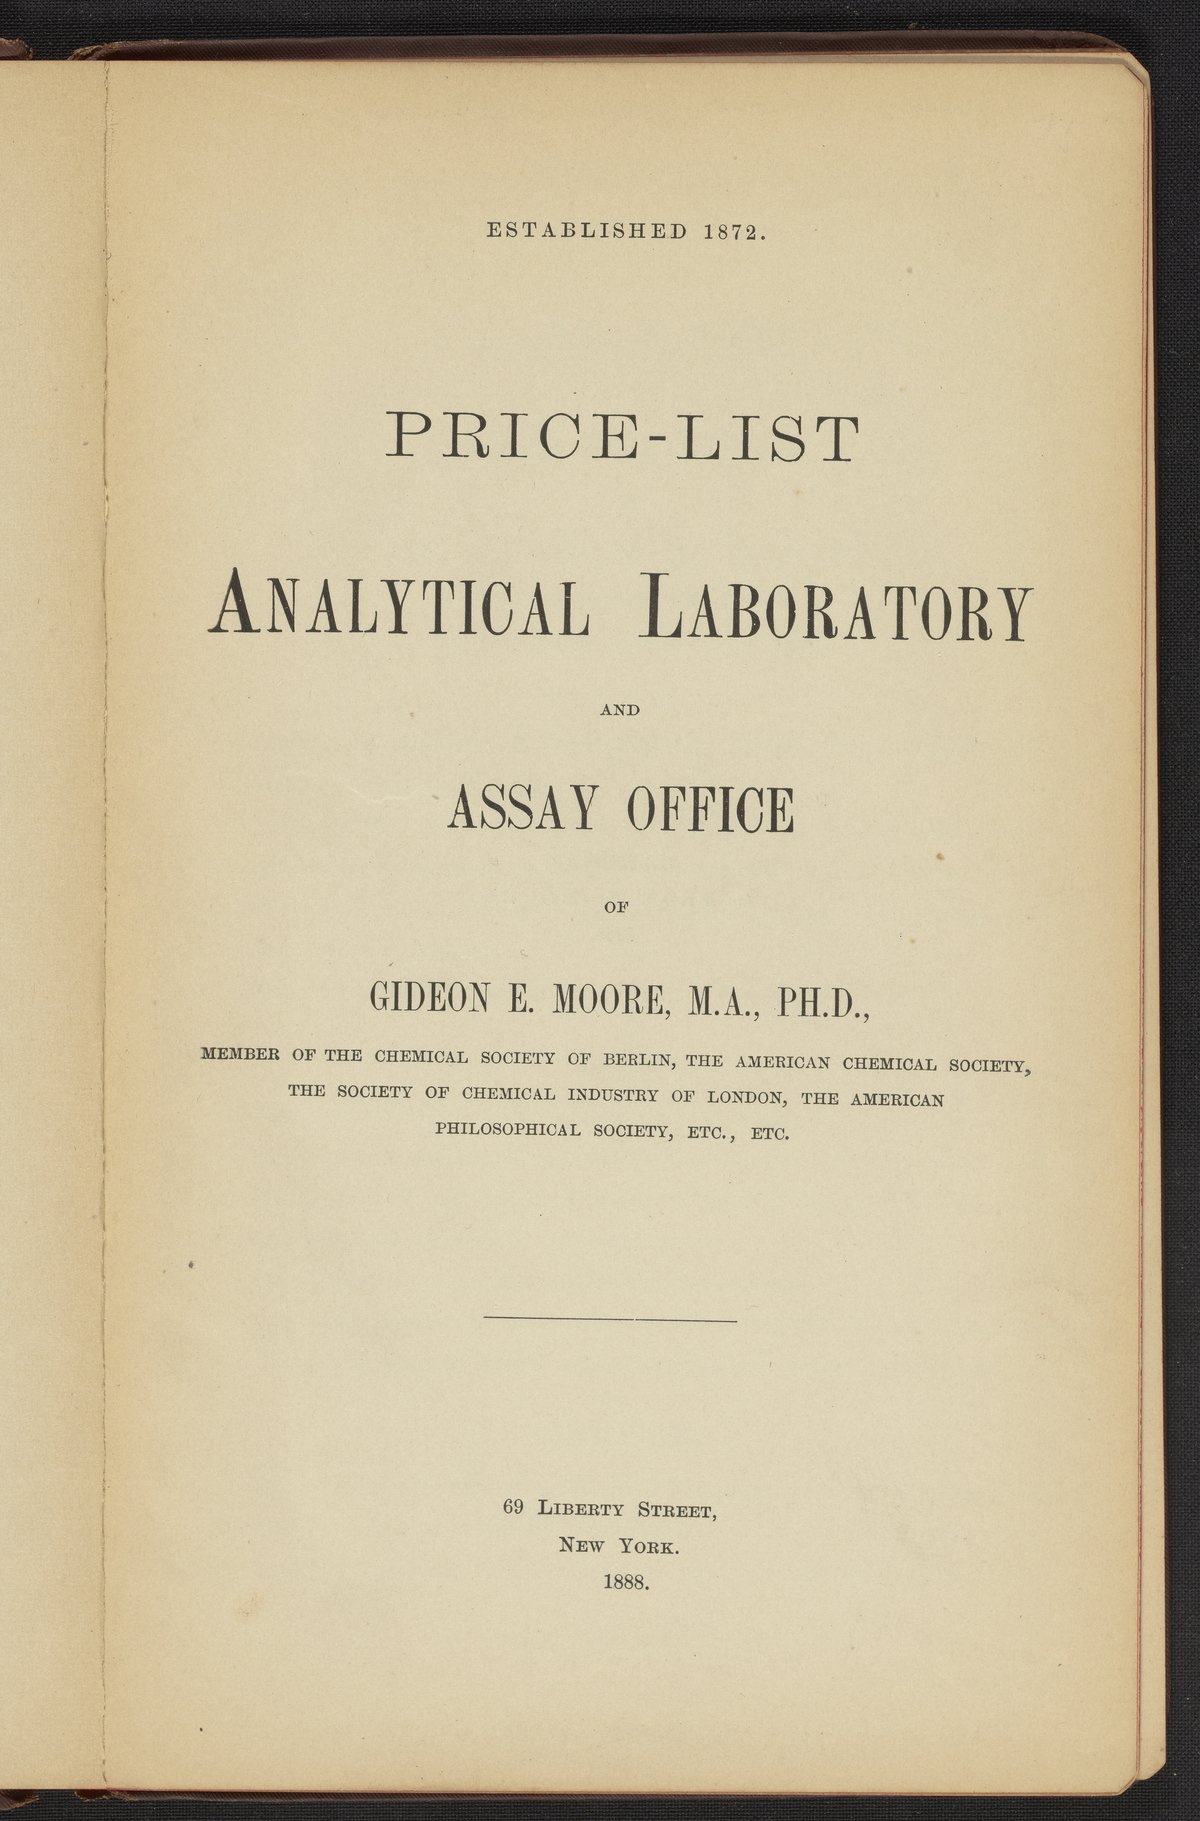 ESTABLISHED 1872.
PRICE-LIST
ANALYTICAL LABORATORY
AND
ASSAY OFFICE
OF
GIDEON E. MOORE, M.A., PH.D.,
MEMBER OF THE CHEMICAL SOCIETY OF BERLIN, THE AMERICAN CHEMICAL SOCIETY,
THE SOCIETY OF CHEMICAL INDUSTRY OF LONDON, THE AMERICAN
PHILOSOPHICAL SOCIETY, ETC., ETC.
69 LIBERTY STREET,
NEW YORK.
1888.